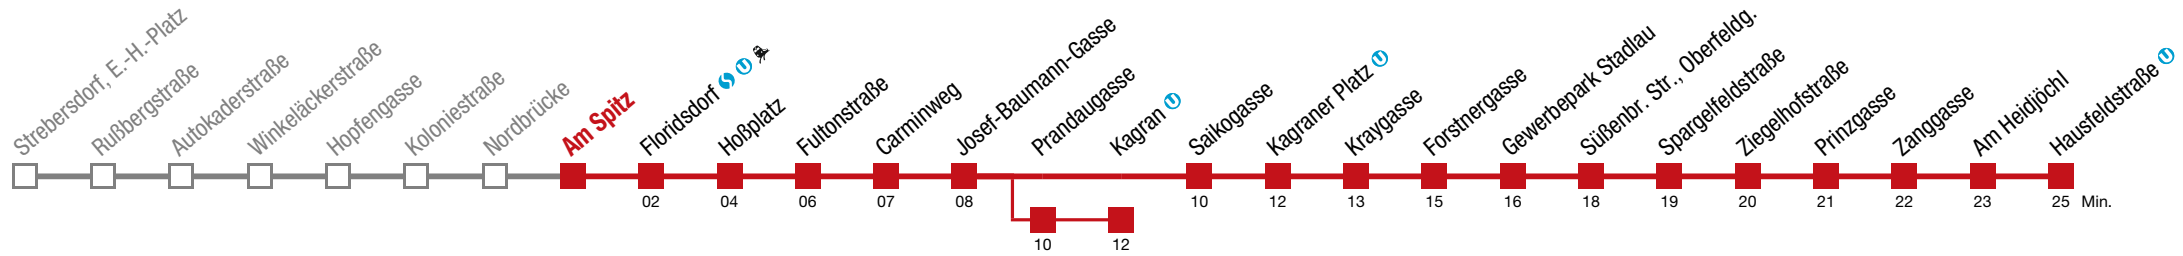 Strebersdorf, E.-H.-Platz
Rußbergstraße
Autokaderstraße
Winkeläckerstraße
Hopfengasse
Koloniestraße
Nordbrücke
Am Spitz
Floridsdorf
Hoßplatz
Fultonstraße
Carminweg
Josef-Baumann-Gasse
Prandaugasse
Kagran
Saikogasse
Kagraner Platz
Kraygasse
Forstnergasse
Gewerbepark Stadlau
Süßenbr. Str., Oberfeldg.
Spargelfeldstraße
Ziegelhofstraße
Prinzgasse
Zanggasse
Am Heidjöchl
Hausfeldstraße
02 04 06 07 08 10 12 13 15 16 18 19 20 21 22 23 25 Min.
10 12